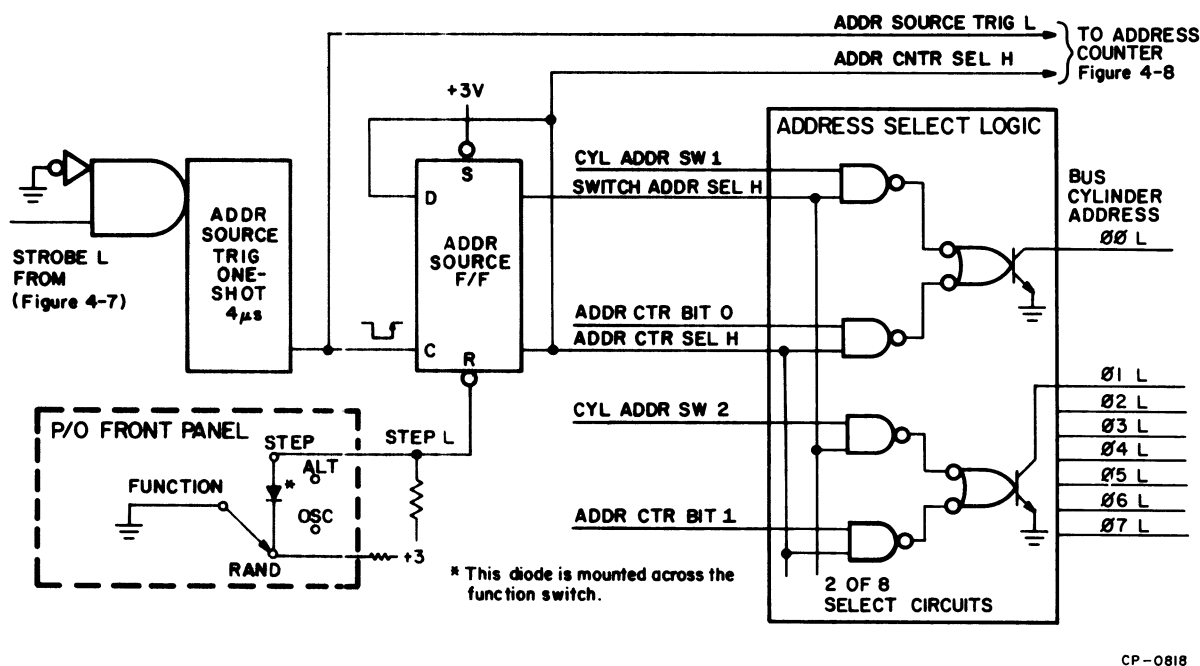 ADDR SOURCE TRIG L
ADDR CNTR SEL H
TO ADDRESS
COUNTER
Figure 4-8
+3V
ADDRESS SELECT LOGIC
CYL ADDR SW 1
SWITCH ADDR SEL H
BUS
CYLINDER
ADDRESS
ØØ L
S
D
ADDR
SOURCE
F/F
C
R
ADDR
SOURCE
TRIG
ONE-
SHOT
4µs
STROBE L
FROM
(Figure 4-7)
ADDR CTR BIT O
ADDR CTR SEL H
Ø1 L
Ø2 L
Ø3 L
Ø4 L
Ø5 L
Ø6 L
Ø7 L
CYL ADDR SW 2
ADDR CTR BIT 1
P/O FRONT PANEL
STEP
STEP L
ALT
*
FUNCTION
OSC
RAND
+3
* This diode is mounted across the
function switch.
2 OF 8
SELECT CIRCUITS
CP-0818